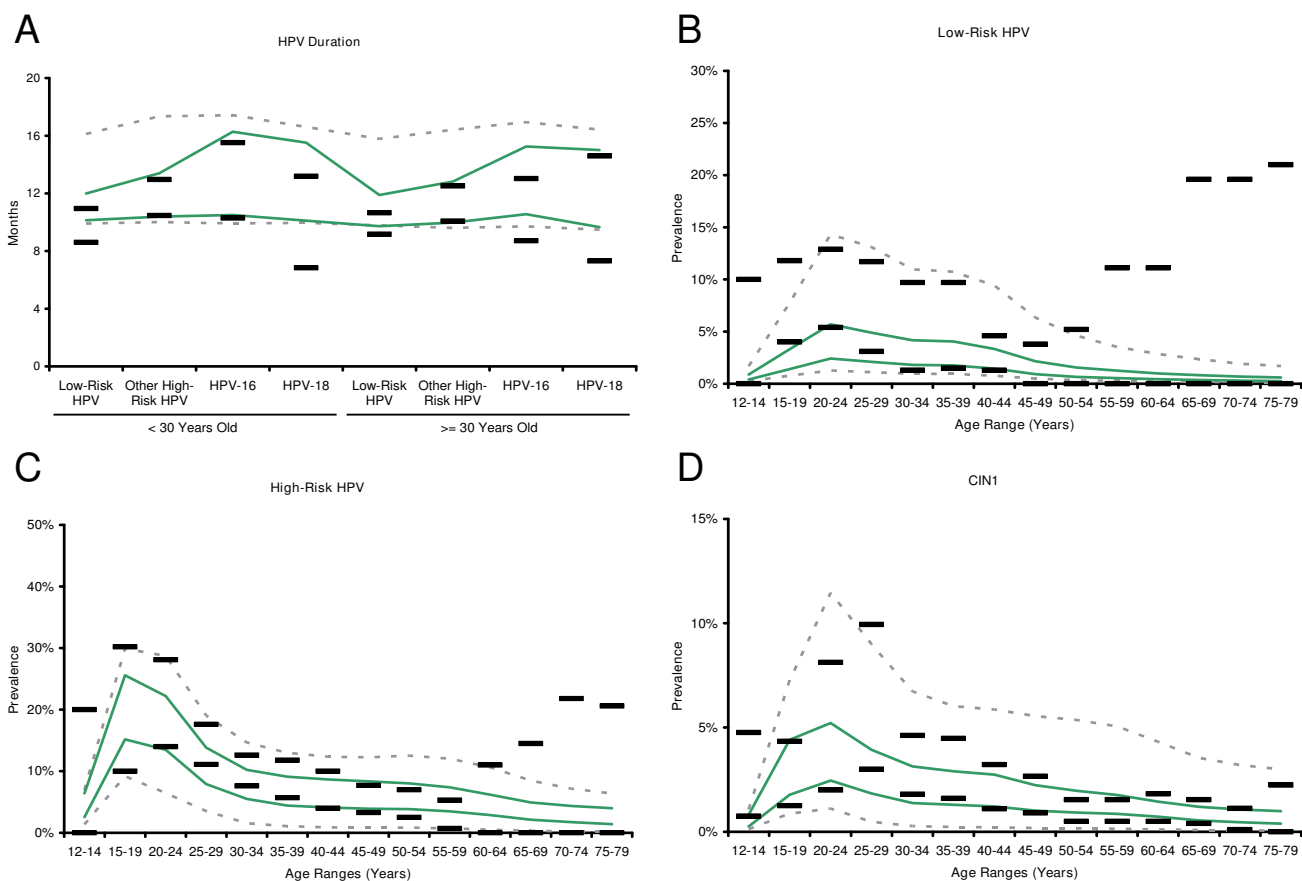 A
HPV Duration
20
16
12
8
4
0
Months
Low-Risk HPV
Other High-Risk HPV
HPV-16
HPV-18
Low-Risk HPV
Other High-Risk HPV
HPV-16
HPV-18
< 30 Years Old
>= 30 Years Old
B
Low-Risk HPV
30%
25%
20%
15%
10%
5%
0%
Prevalence
12-14 15-19 20-24 25-29 30-34 35-39 40-44 45-49 50-54 55-59 60-64 65-69 70-74 75-79
Age Range (Years)
C
High-Risk HPV
50%
40%
30%
20%
10%
0%
Prevalence
12-14 15-19 20-24 25-29 30-34 35-39 40-44 45-49 50-54 55-59 60-64 65-69 70-74 75-79
Age Ranges (Years)
D
CIN1
15%
10%
5%
0%
Prevalence
12-14 15-19 20-24 25-29 30-34 35-39 40-44 45-49 50-54 55-59 60-64 65-69 70-74 75-79
Age Ranges (Years)